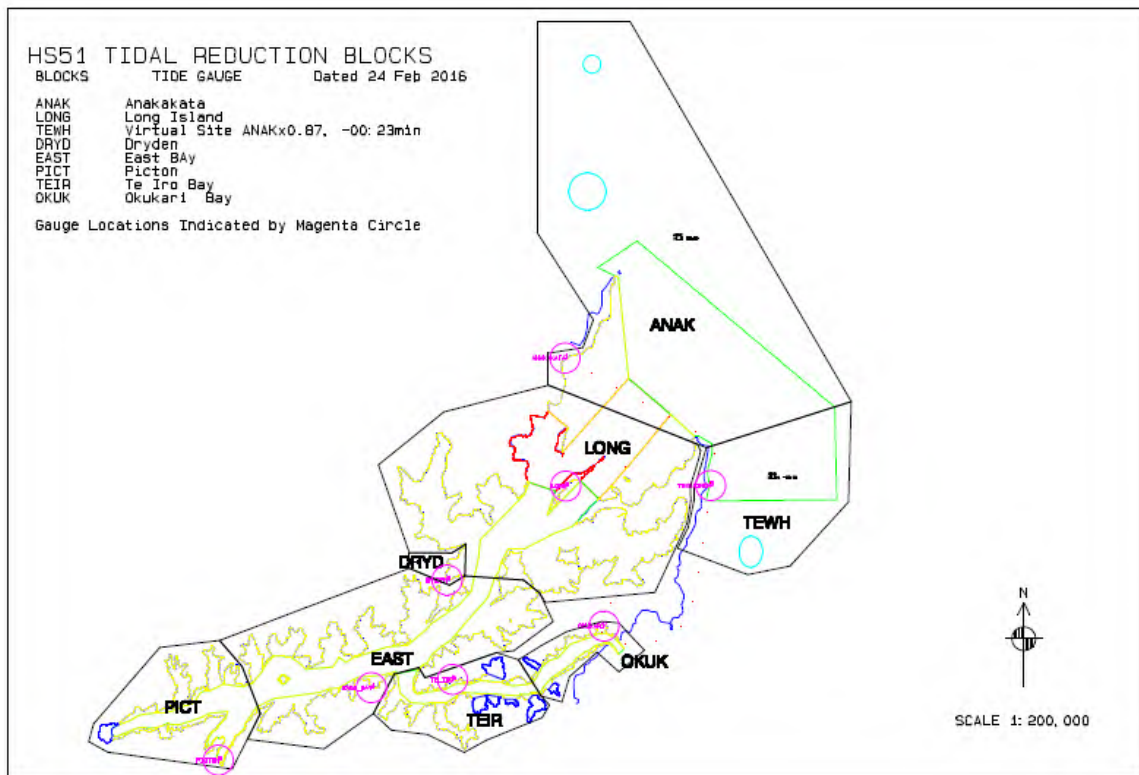 HS51 TIDAL REDUCTION BLOCKS
BLOCKS TIDE GAUGE Dated 24 Feb 2016
ANAK Anakakata
LONG Long Island
TEWH Virtual Site ANAKx0.87, -00:23min
DRYD Dryden
EAST East BAy
PICT Picton
TEIR Te Iro Bay
OKUK Okukari Bay
Gauge Locations Indicated by Magenta Circle
ANAK
LONG
TEWH
DRYD
EAST
OKUK
PICT
TEIR
N
SCALE 1: 200, 000